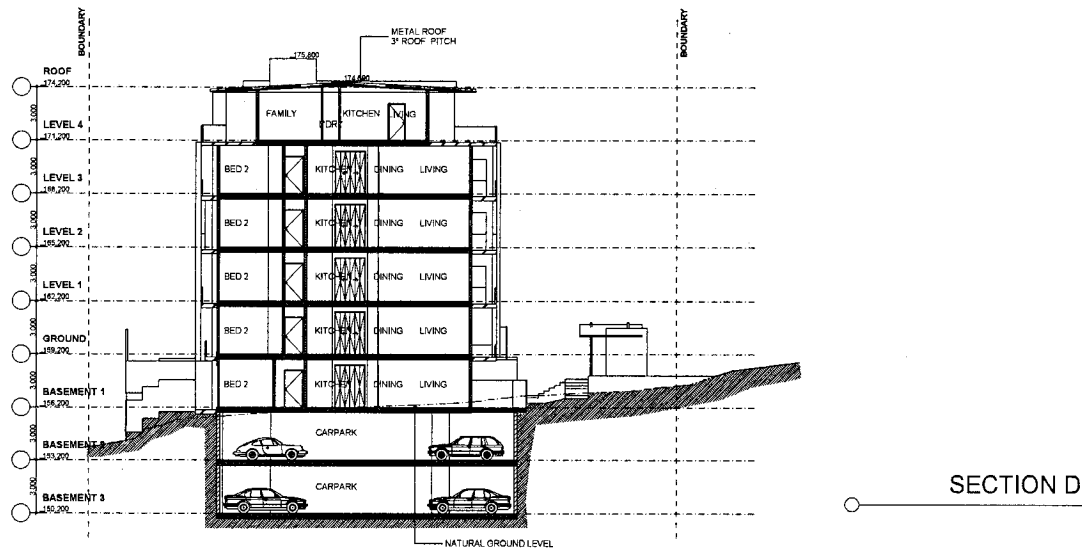 BOUNDARY
BOUNDARY
METAL ROOF
3° ROOF PITCH
175,800
174,600
ROOF
174,200
3,000
FAMILY KITCHEN LIVING
LEVEL 4
171,200
3,000
BED 2 KITCHEN DINING LIVING
LEVEL 3
168,200
3,000
BED 2 KITCHEN DINING LIVING
LEVEL 2
165,200
3,000
BED 2 KITCHEN DINING LIVING
LEVEL 1
162,200
3,000
BED 2 KITCHEN DINING LIVING
GROUND
159,200
3,000
BED 2 KITCHEN DINING LIVING
BASEMENT 1
156,200
3,000
CARPARK
BASEMENT 2
153,200
3,000
CARPARK
BASEMENT 3
150,200
NATURAL GROUND LEVEL
SECTION D